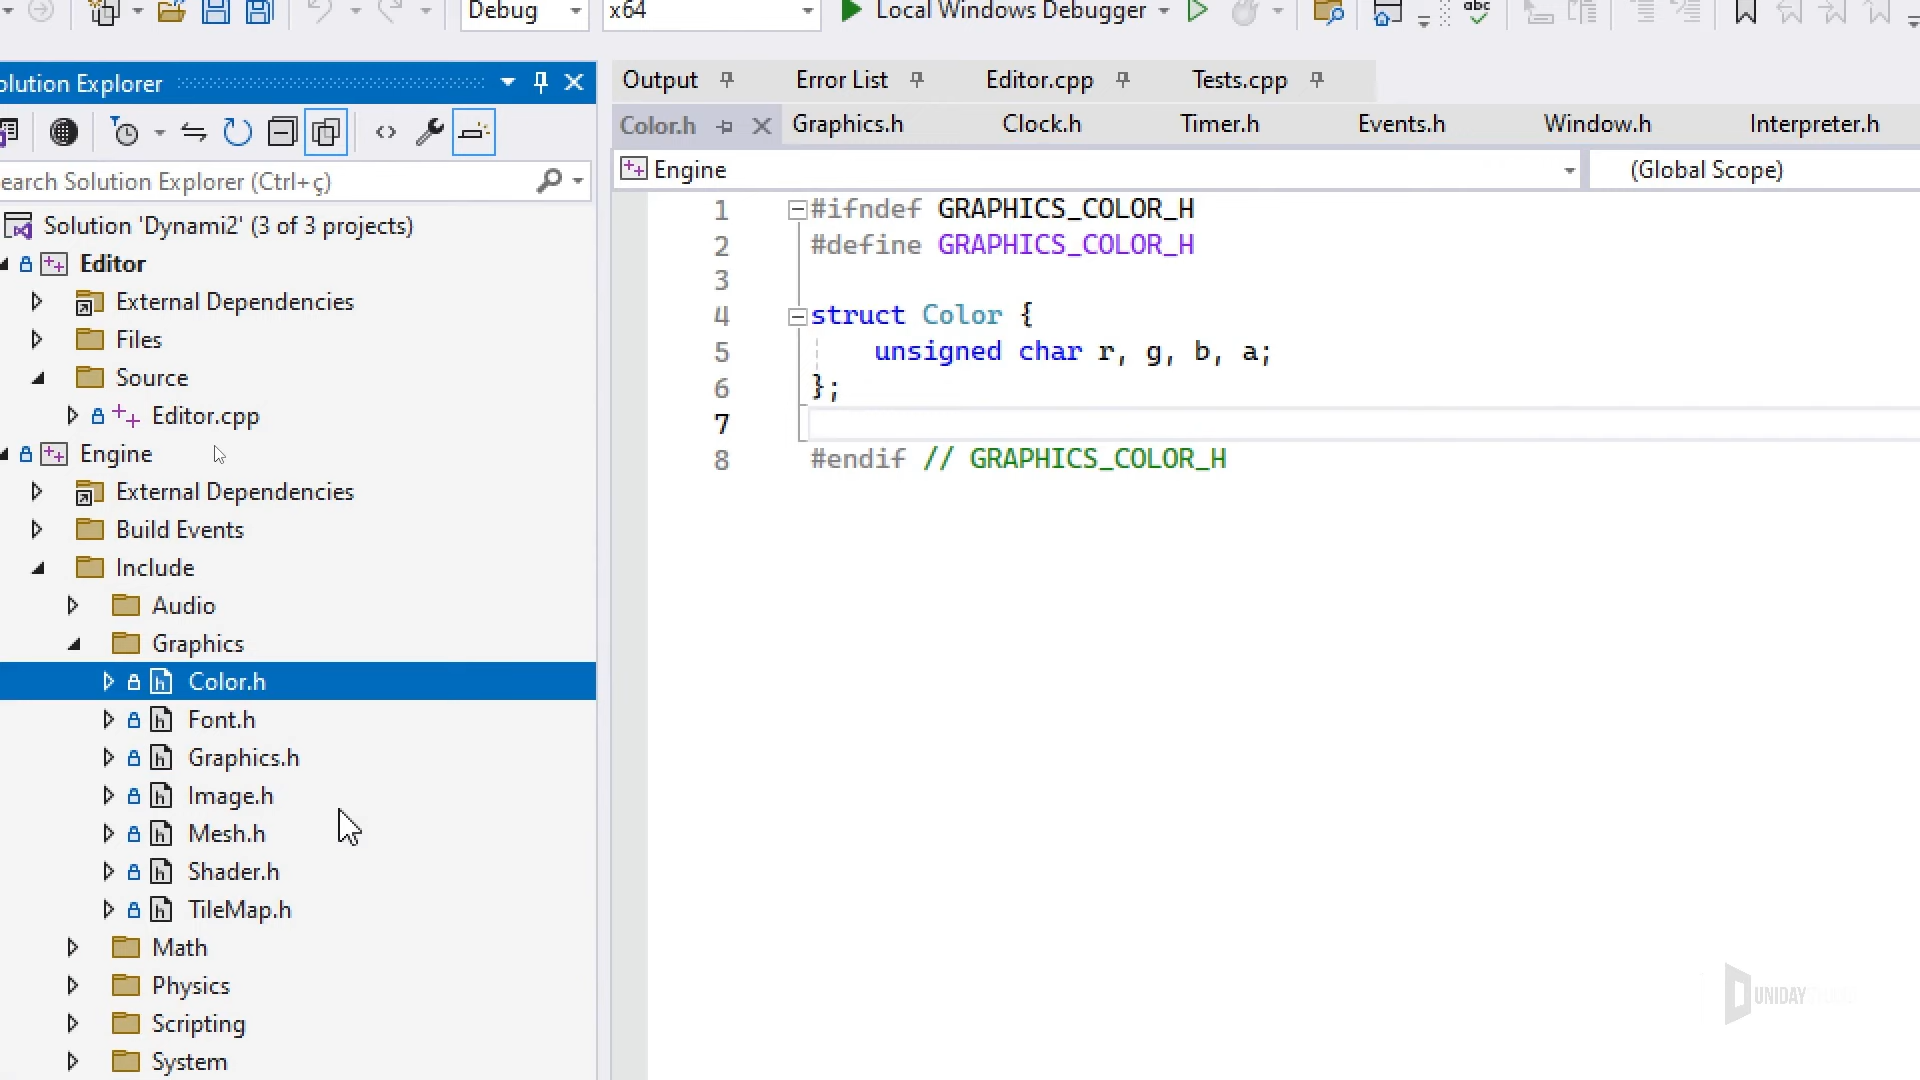 Debug
x64
Local Windows Debugger
abc
olution Explorer
earch Solution Explorer (Ctrl+ç)
Solution 'Dynami2' (3 of 3 projects)
Editor
External Dependencies
Files
Source
Editor.cpp
Engine
External Dependencies
Build Events
Include
Audio
Graphics
Color.h
Font.h
Graphics.h
Image.h
Mesh.h
Shader.h
TileMap.h
Math
Physics
Scripting
System
Output Error List Editor.cpp Tests.cpp
Color.h Graphics.h Clock.h Timer.h Events.h Window.h Interpreter.h
Engine (Global Scope)
1 #ifndef GRAPHICS_COLOR_H
2 #define GRAPHICS_COLOR_H
3
4 struct Color {
5 unsigned char r, g, b, a;
6 };
7
8 #endif // GRAPHICS_COLOR_H
UNIDAY